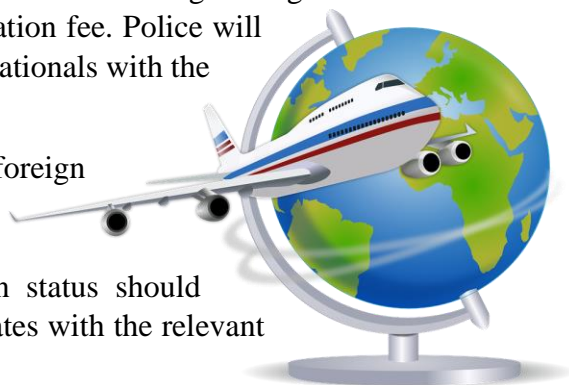 ation fee. Police will
ationals with the
foreign
status should
ates with the relevant